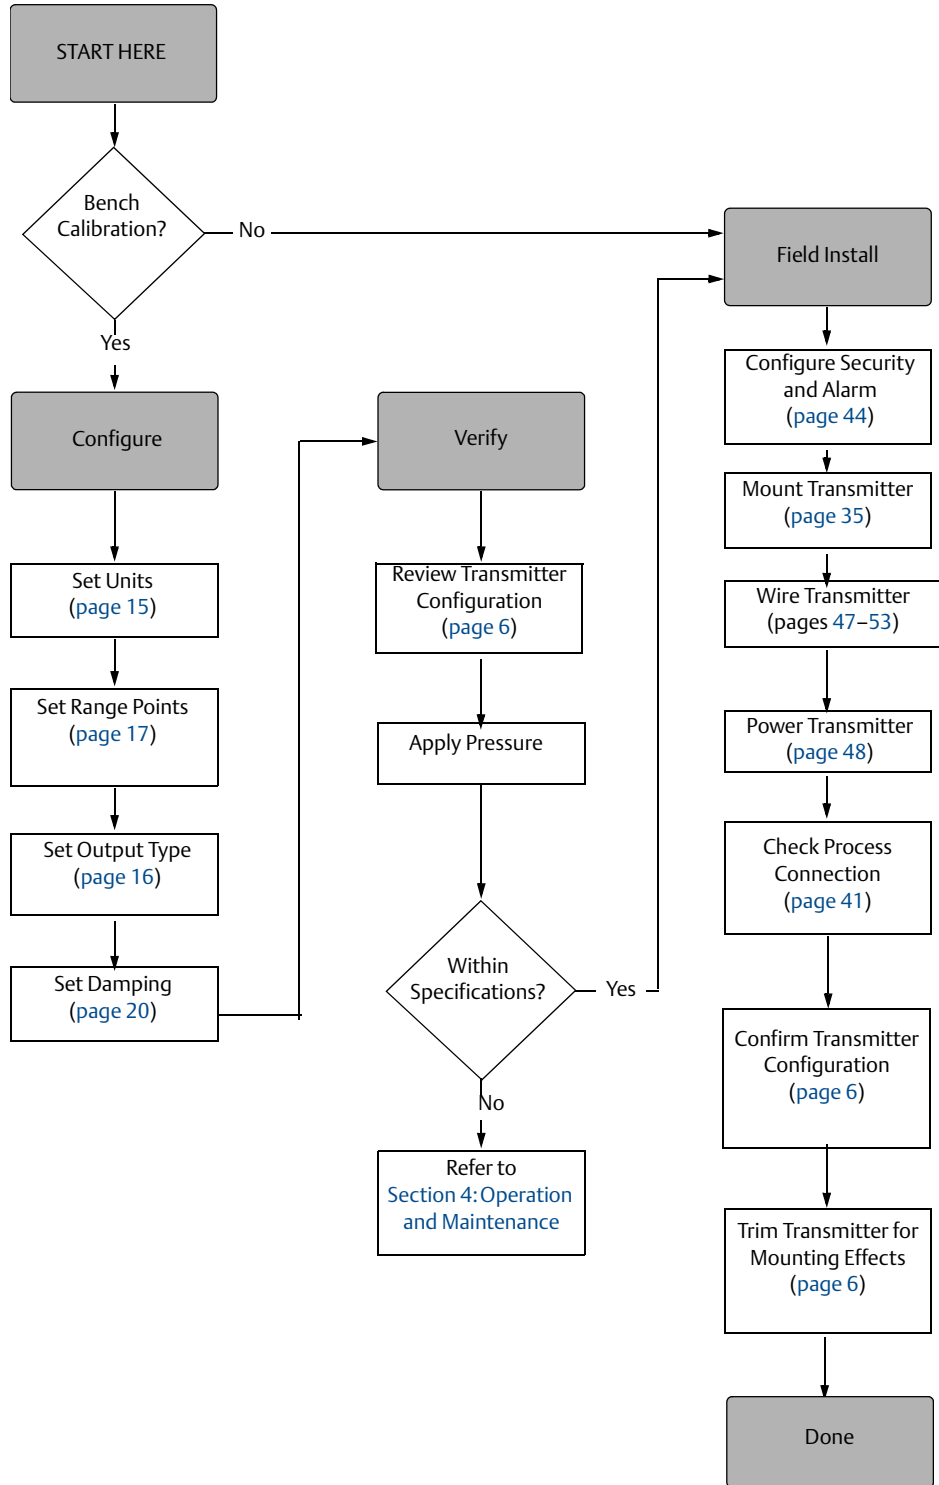 START HERE
Bench
Calibration?
No
Yes
Configure
Set Units
(page 15)
Set Range Points
(page 17)
Set Output Type
(page 16)
Set Damping
(page 20)
Verify
Review Transmitter
Configuration
(page 6)
Apply Pressure
Within
Specifications?
Yes
No
Refer to
Section 4: Operation
and Maintenance
Field Install
Configure Security
and Alarm
(page 44)
Mount Transmitter
(page 35)
Wire Transmitter
(pages 47–53)
Power Transmitter
(page 48)
Check Process
Connection
(page 41)
Confirm Transmitter
Configuration
(page 6)
Trim Transmitter for
Mounting Effects
(page 6)
Done